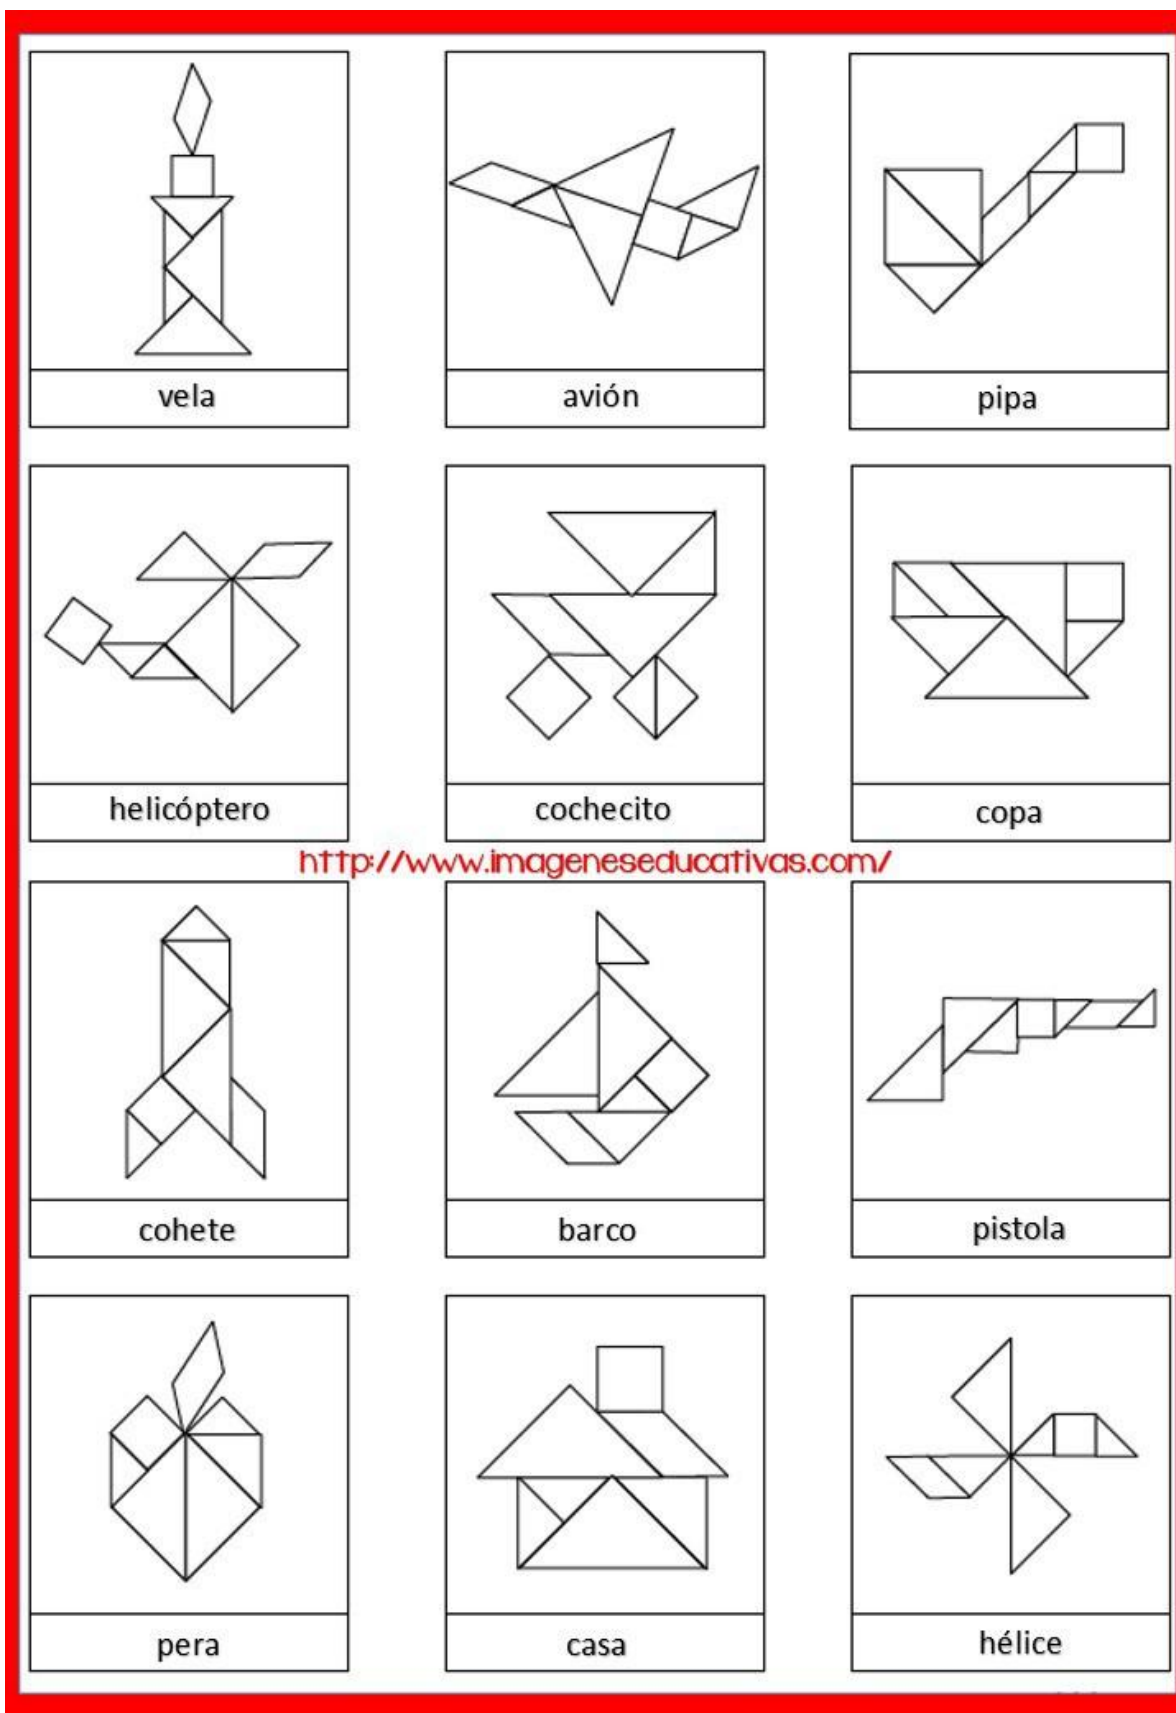 vela
avión
pipa
helicóptero
cochecito
copa
http://www.imageneseducativas.com/
cohete
barco
pistola
pera
casa
hélice